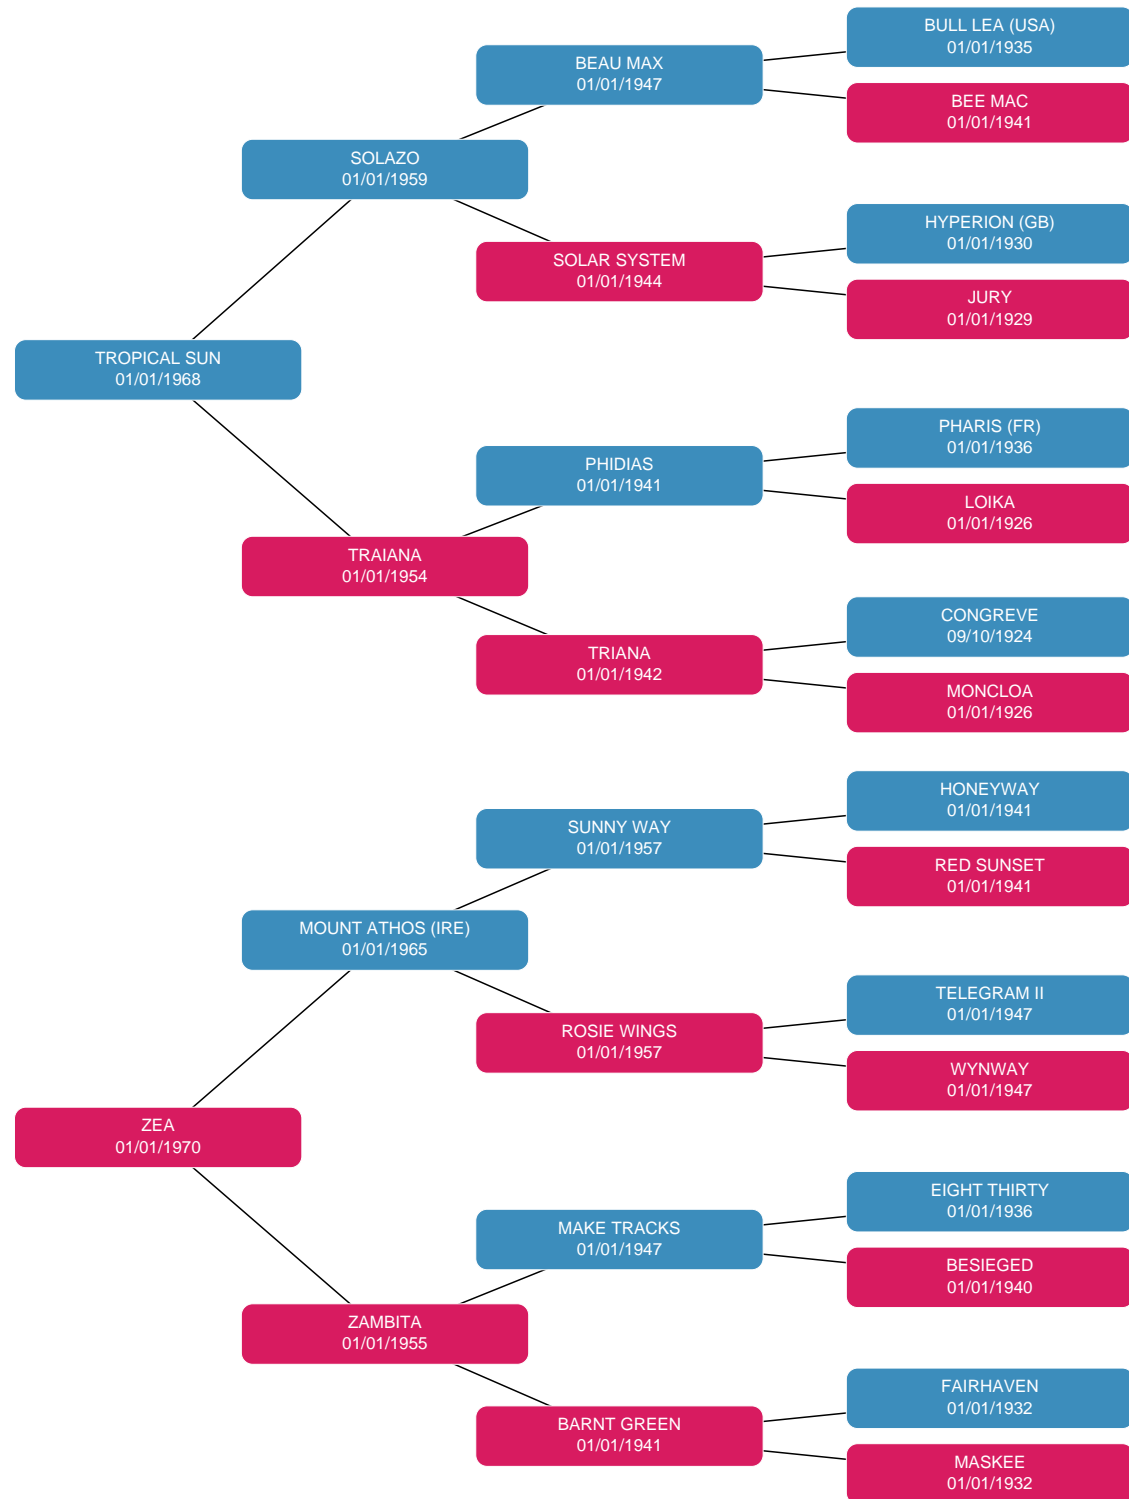 BULL LEA (USA)
01/01/1935
BEAU MAX
01/01/1947
BEE MAC
01/01/1941
SOLAZO
01/01/1959
HYPERION (GB)
01/01/1930
SOLAR SYSTEM
01/01/1944
JURY
01/01/1929
TROPICAL SUN
01/01/1968
PHARIS (FR)
01/01/1936
PHIDIAS
01/01/1941
LOIKA
01/01/1926
TRAIANA
01/01/1954
CONGREVE
09/10/1924
TRIANA
01/01/1942
MONCLOA
01/01/1926
HONEYWAY
01/01/1941
SUNNY WAY
01/01/1957
RED SUNSET
01/01/1941
MOUNT ATHOS (IRE)
01/01/1965
TELEGRAM II
01/01/1947
ROSIE WINGS
01/01/1957
WYNWAY
01/01/1947
ZEA
01/01/1970
EIGHT THIRTY
01/01/1936
MAKE TRACKS
01/01/1947
BESIEGED
01/01/1940
ZAMBITA
01/01/1955
FAIRHAVEN
01/01/1932
BARNT GREEN
01/01/1941
MASKEE
01/01/1932